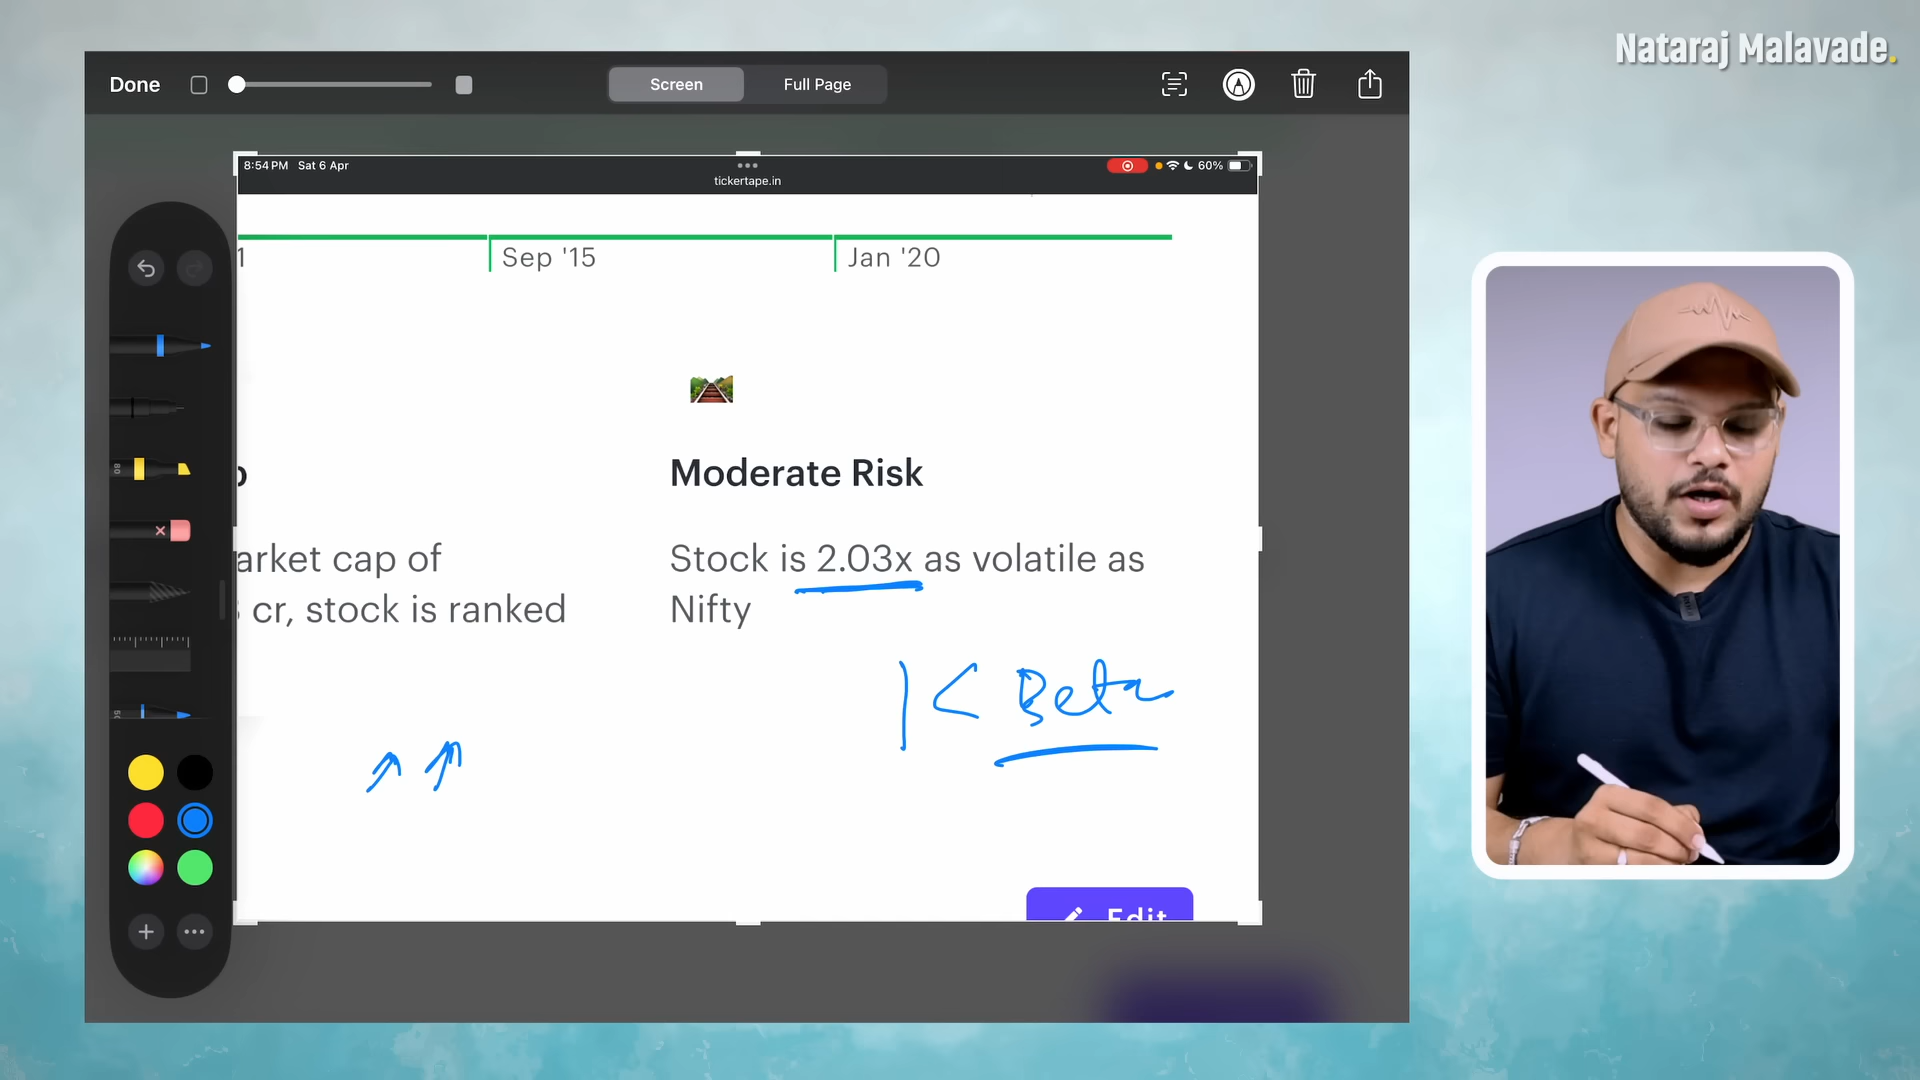 Nataraj Malavade.
Done
Screen
Full Page
8:54 PM Sat 6 Apr
60%
tickertape.in
1
Sep '15
Jan '20
80
Moderate Risk
arket cap of
cr, stock is ranked
Stock is 2.03x as volatile as
Nifty
1 < Beta
Edit